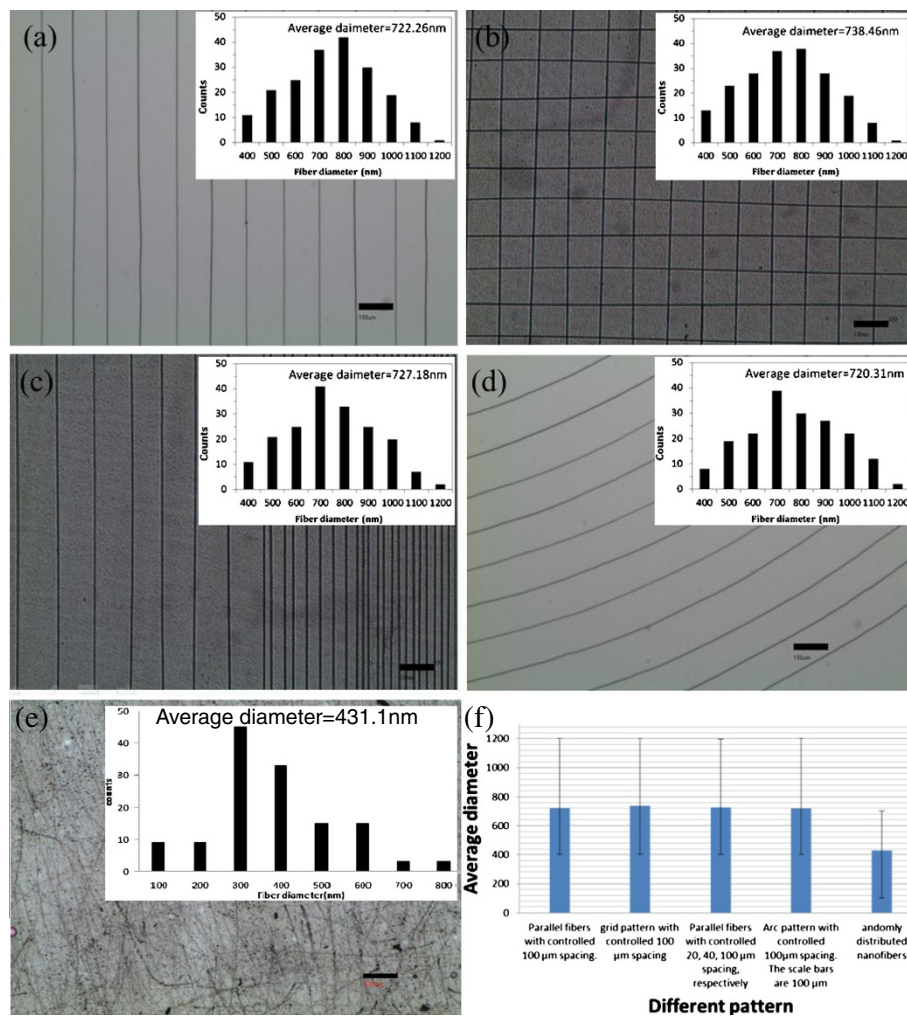 (a)
Average daimeter=722.26nm
50
40
30
20
10
0
Counts
400 500 600 700 800 900 1000 1100 1200
Fiber diameter (nm)
100um
(b)
Average daimeter=738.46nm
50
40
30
20
10
0
Counts
400 500 600 700 800 900 1000 1100 1200
Fiber diameter (nm)
(c)
Average daimeter=727.18nm
50
40
30
20
10
0
Counts
400 500 600 700 800 900 1000 1100 1200
Fiber diameter (nm)
(d)
Average daimeter=720.31nm
50
40
30
20
10
0
Counts
400 500 600 700 800 900 1000 1100 1200
Fiber diameter (nm)
100um
(e)
Average diameter=431.1nm
50
40
30
20
10
0
counts
100 200 300 400 500 600 700 800
Fiber diameter(nm)
(f)
1200
1000
800
600
400
200
0
Average diameter
Parallel fibers
with controlled
100 µm spacing.
grid pattern with
controlled 100
µm spacing
Parallel fibers
with controlled
20, 40, 100 µm
spacing,
respectively
Arc pattern with
controlled
100µm spacing.
The scale bars
are 100 µm
andomly
distributed
nanofibers
Different pattern